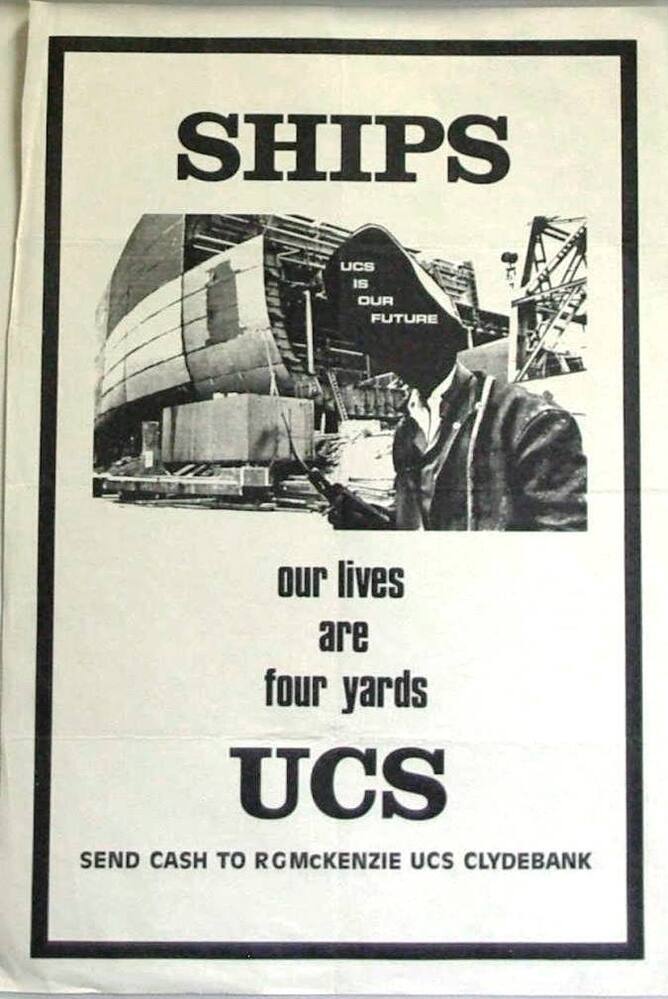 SHIPS
UCS
IS
OUR
FUTURE
our lives
are
four yards
UCS
SEND CASH TO RGMcKENZIE UCS CLYDEBANK